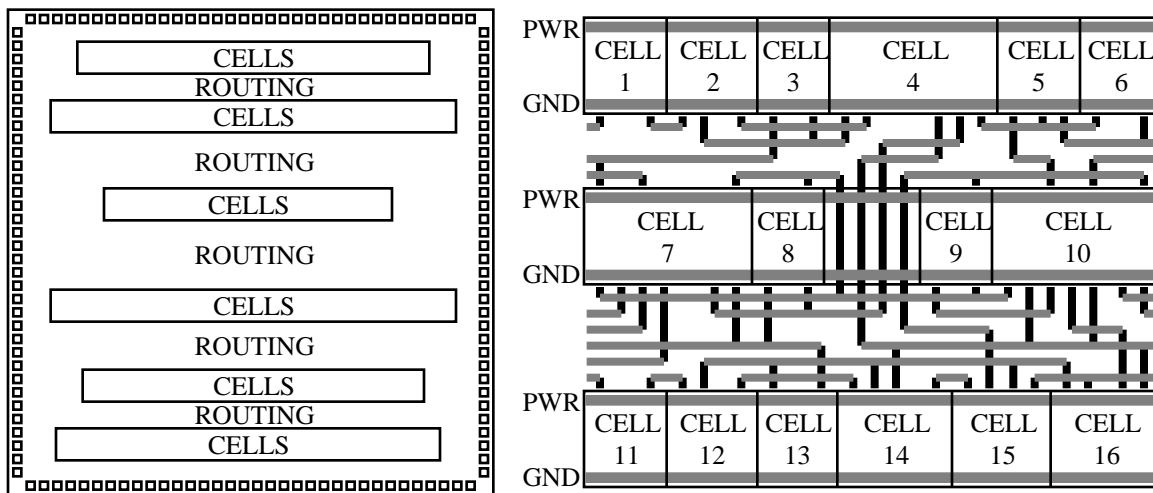 CELLS
ROUTING
CELLS
ROUTING
CELLS
ROUTING
CELLS
ROUTING
CELLS
ROUTING
CELLS
PWR
CELL CELL CELL CELL CELL CELL
1 2 3 4 5 6
GND
PWR
CELL CELL CELL CELL
7 8 9 10
GND
PWR
CELL CELL CELL CELL CELL CELL
11 12 13 14 15 16
GND